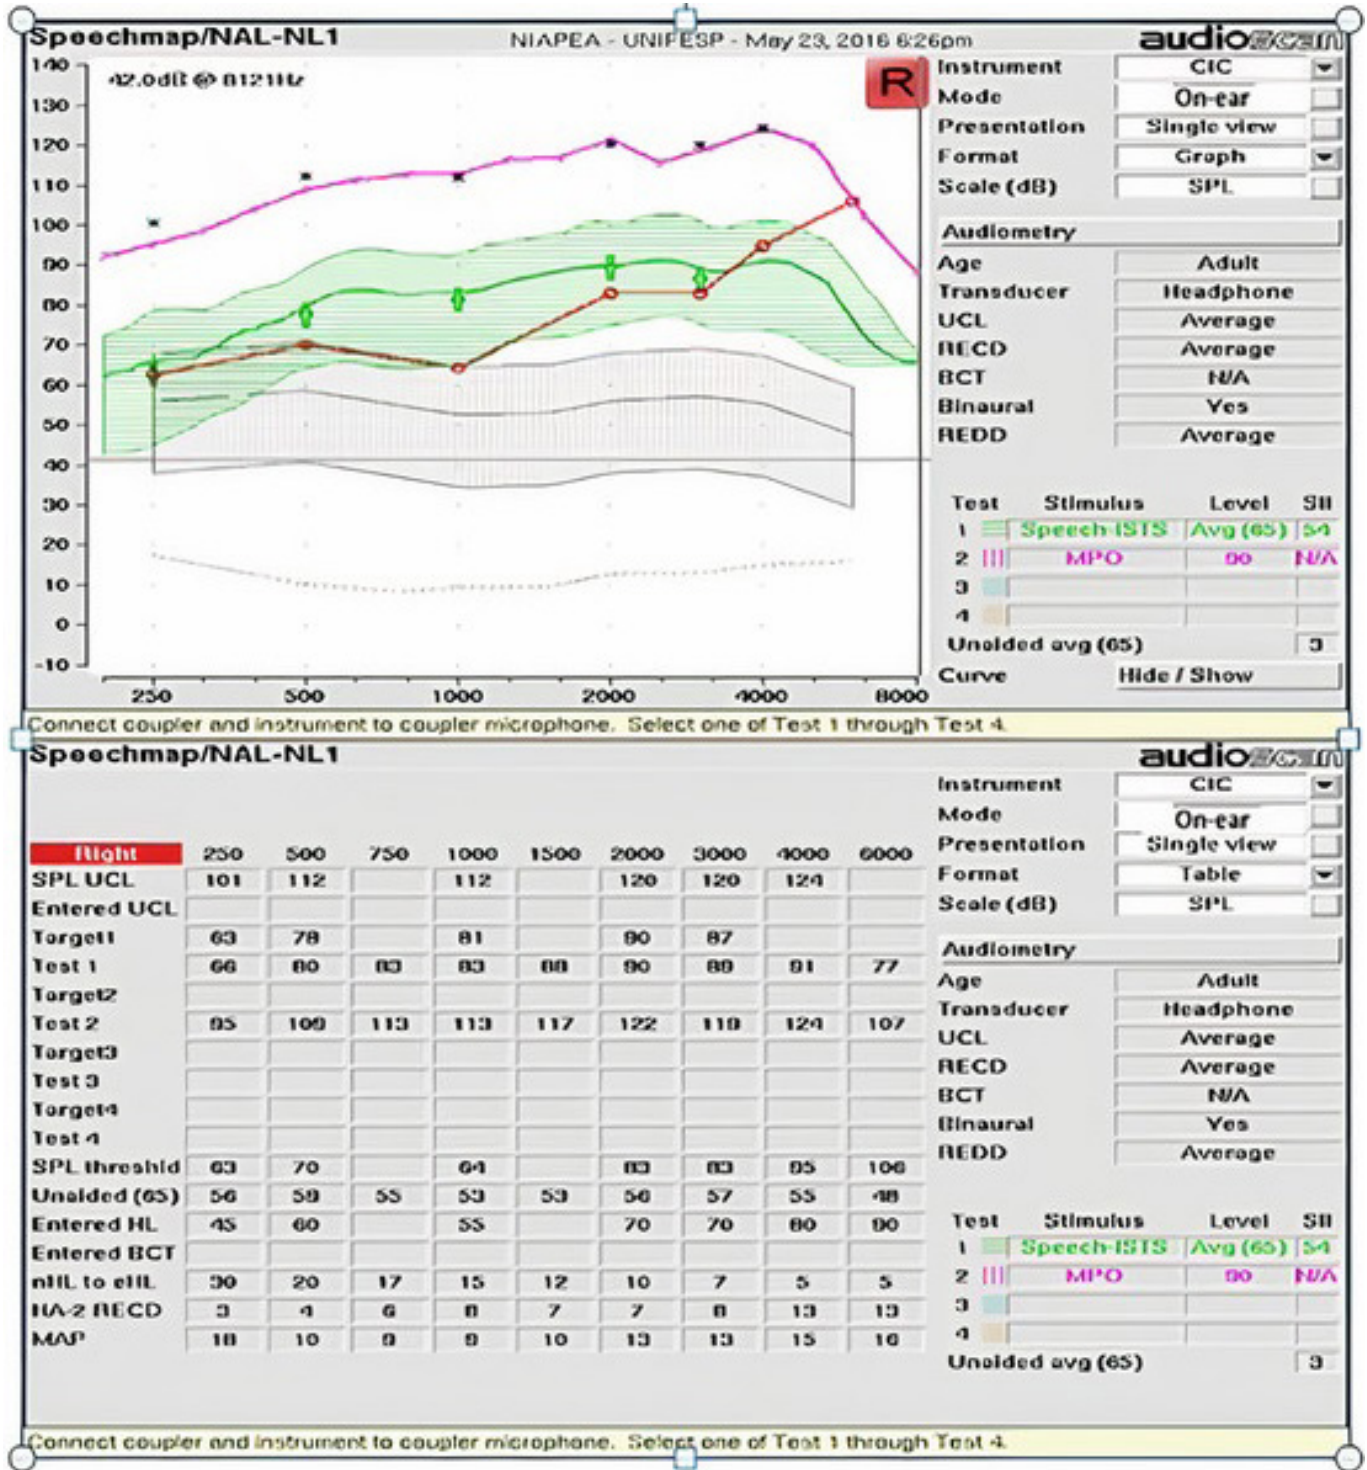 Speechmap/NAL-NL1 NIAPEA - UNIFESP - May 23, 2016 6:26pm audioscan
42.0dB @ 8121Hz
R
140
130
120
110
100
90
80
70
60
50
40
30
20
10
0
-10
250 500 1000 2000 4000 8000
Instrument CIC
Mode On-ear
Presentation Single view
Format Graph
Scale (dB) SPL
Audiometry
Age Adult
Transducer Headphone
UCL Average
RECD Average
BCT N/A
Binaural Yes
REDD Average
Test Stimulus Level SII
1 Speech-ISTS Avg (65) 54
2 MPO 90 N/A
3
4
Unaided avg (65) 3
Curve Hide / Show
Connect coupler and instrument to coupler microphone. Select one of Test 1 through Test 4.
Speechmap/NAL-NL1 audioscan
Right 250 500 750 1000 1500 2000 3000 4000 6000
SPL UCL 101 112 112 120 120 124
Entered UCL
Target1 63 78 81 90 87
Test 1 66 80 83 83 88 90 89 91 77
Target2
Test 2 95 109 113 113 117 122 119 124 107
Target3
Test 3
Target4
Test 4
SPL threshld 63 70 64 83 83 95 106
Unaided (65) 56 59 55 53 53 56 57 55 48
Entered HL 45 60 55 70 70 80 90
Entered BCT
nHL to eHL 30 20 17 15 12 10 7 5 5
HA-2 RECD 3 4 6 8 7 7 8 13 13
MAP 18 10 9 9 10 13 13 15 16
Instrument CIC
Mode On-ear
Presentation Single view
Format Table
Scale (dB) SPL
Audiometry
Age Adult
Transducer Headphone
UCL Average
RECD Average
BCT N/A
Binaural Yes
REDD Average
Test Stimulus Level SII
1 Speech-ISTS Avg (65) 54
2 MPO 90 N/A
3
4
Unaided avg (65) 3
Connect coupler and instrument to coupler microphone. Select one of Test 1 through Test 4.